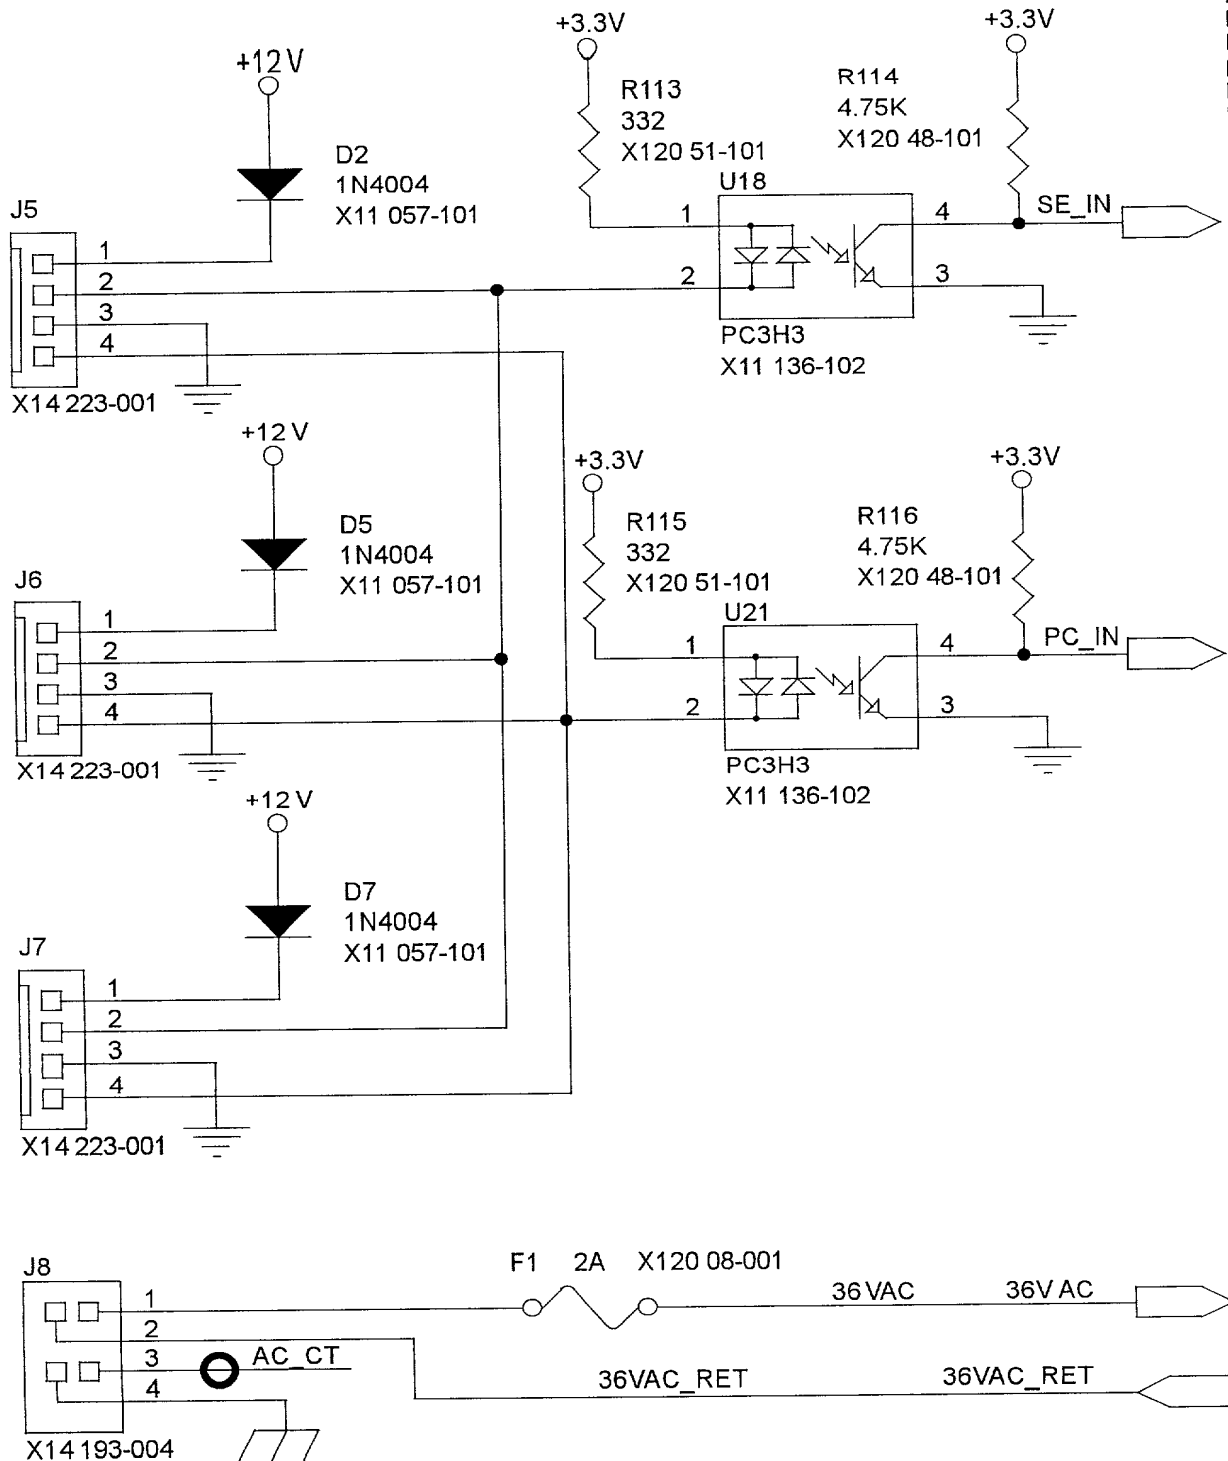 +12V
D2
1N4004
X11 057-101
J5
1
2
3
4
X14 223-001
+3.3V
R113
332
X120 51-101
+3.3V
R114
4.75K
X120 48-101
U18
1
2
4
3
SE_IN
PC3H3
X11 136-102
+12V
D5
1N4004
X11 057-101
J6
1
2
3
4
X14 223-001
+3.3V
R115
332
X120 51-101
+3.3V
R116
4.75K
X120 48-101
U21
1
2
4
3
PC_IN
PC3H3
X11 136-102
+12V
D7
1N4004
X11 057-101
J7
1
2
3
4
X14 223-001
J8
1
2
3
4
X14 193-004
F1 2A X120 08-001
36VAC 36VAC
AC_CT
36VAC_RET 36VAC_RET